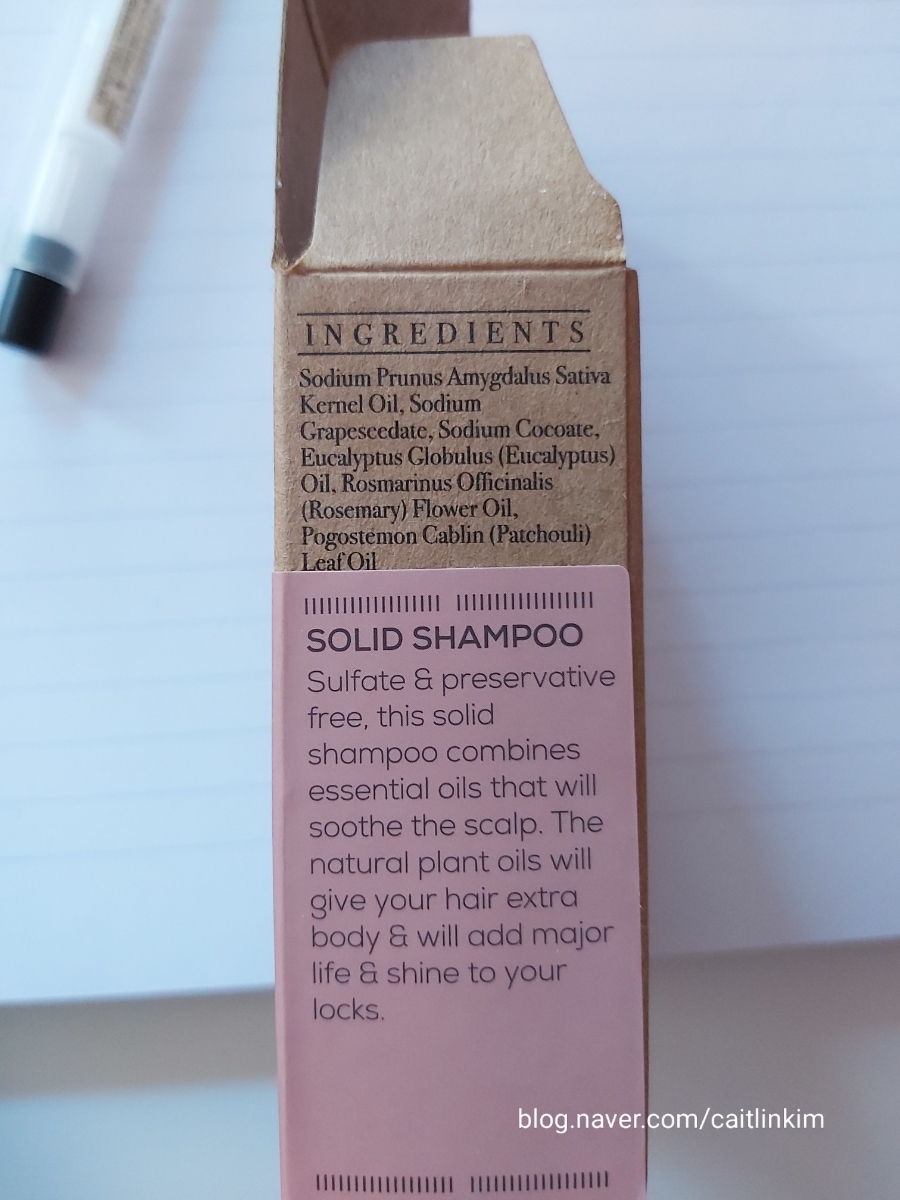 INGREDIENTS
Sodium Prunus Amygdalus Sativa
Kernel Oil, Sodium
Grapeseedate, Sodium Cocoate,
Eucalyptus Globulus (Eucalyptus)
Oil, Rosmarinus Officinalis
(Rosemary) Flower Oil,
Pogostemon Cablin (Patchouli)
Leaf Oil
SOLID SHAMPOO
Sulfate & preservative
free, this solid
shampoo combines
essential oils that will
soothe the scalp. The
natural plant oils will
give your hair extra
body & will add major
life & shine to your
locks.
blog.naver.com/caitlinkim